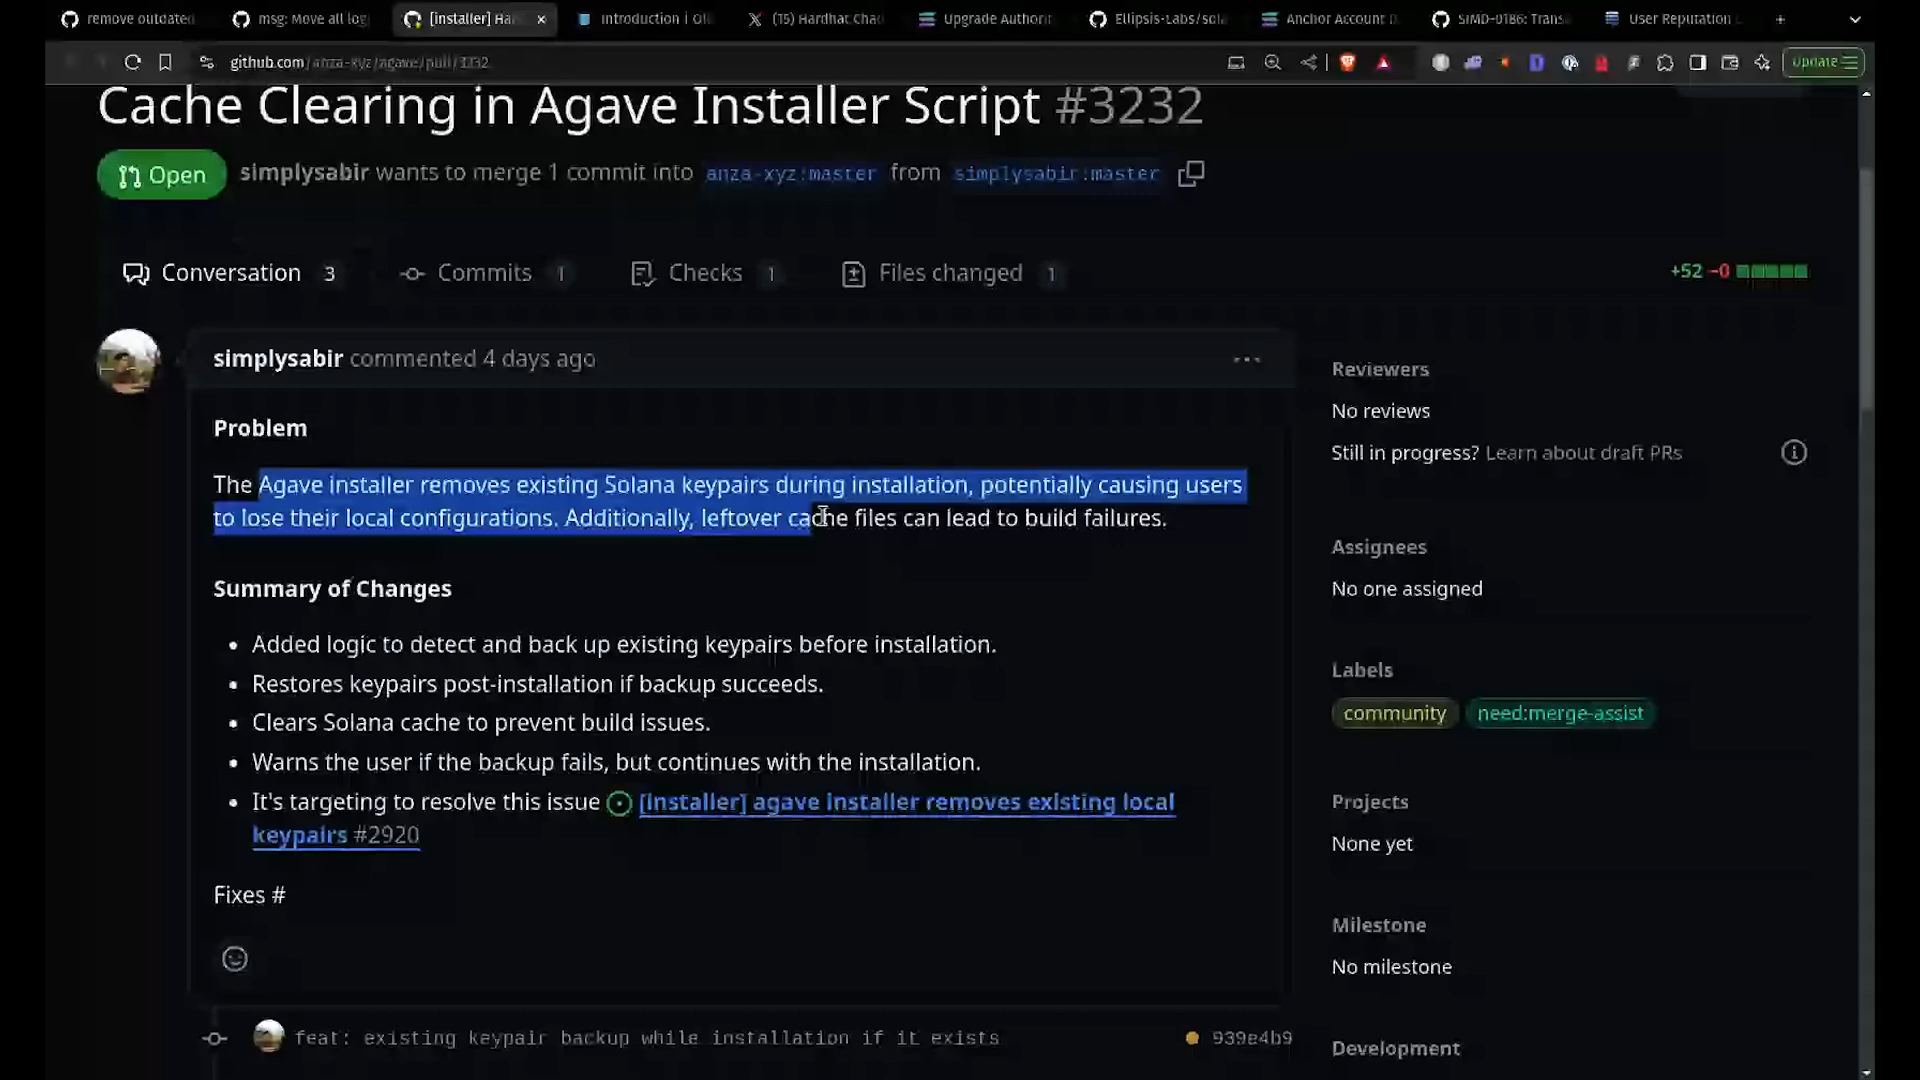 remove outdated
msg: Move all log
[installer] Han
Introduction | Oli
(15) Hardhat Chad
Upgrade Authori
Ellipsis-Labs/sola
Anchor Account D
SIMD-0186: Trans
User Reputation
github.com/anza-xyz/agave/pull/3232
Update
Cache Clearing in Agave Installer Script #3232
Open
simplysabir wants to merge 1 commit into anza-xyz:master from simplysabir:master
Conversation 3
Commits 1
Checks 1
Files changed 1
+52 −0
simplysabir commented 4 days ago
Problem
The Agave installer removes existing Solana keypairs during installation, potentially causing users
to lose their local configurations. Additionally, leftover cache files can lead to build failures.
Summary of Changes
• Added logic to detect and back up existing keypairs before installation.
• Restores keypairs post-installation if backup succeeds.
• Clears Solana cache to prevent build issues.
• Warns the user if the backup fails, but continues with the installation.
• It's targeting to resolve this issue [installer] agave installer removes existing local
keypairs #2920
Fixes #
feat: existing keypair backup while installation if it exists
939e4b9
Reviewers
No reviews
Still in progress? Learn about draft PRs
Assignees
No one assigned
Labels
community
need:merge-assist
Projects
None yet
Milestone
No milestone
Development